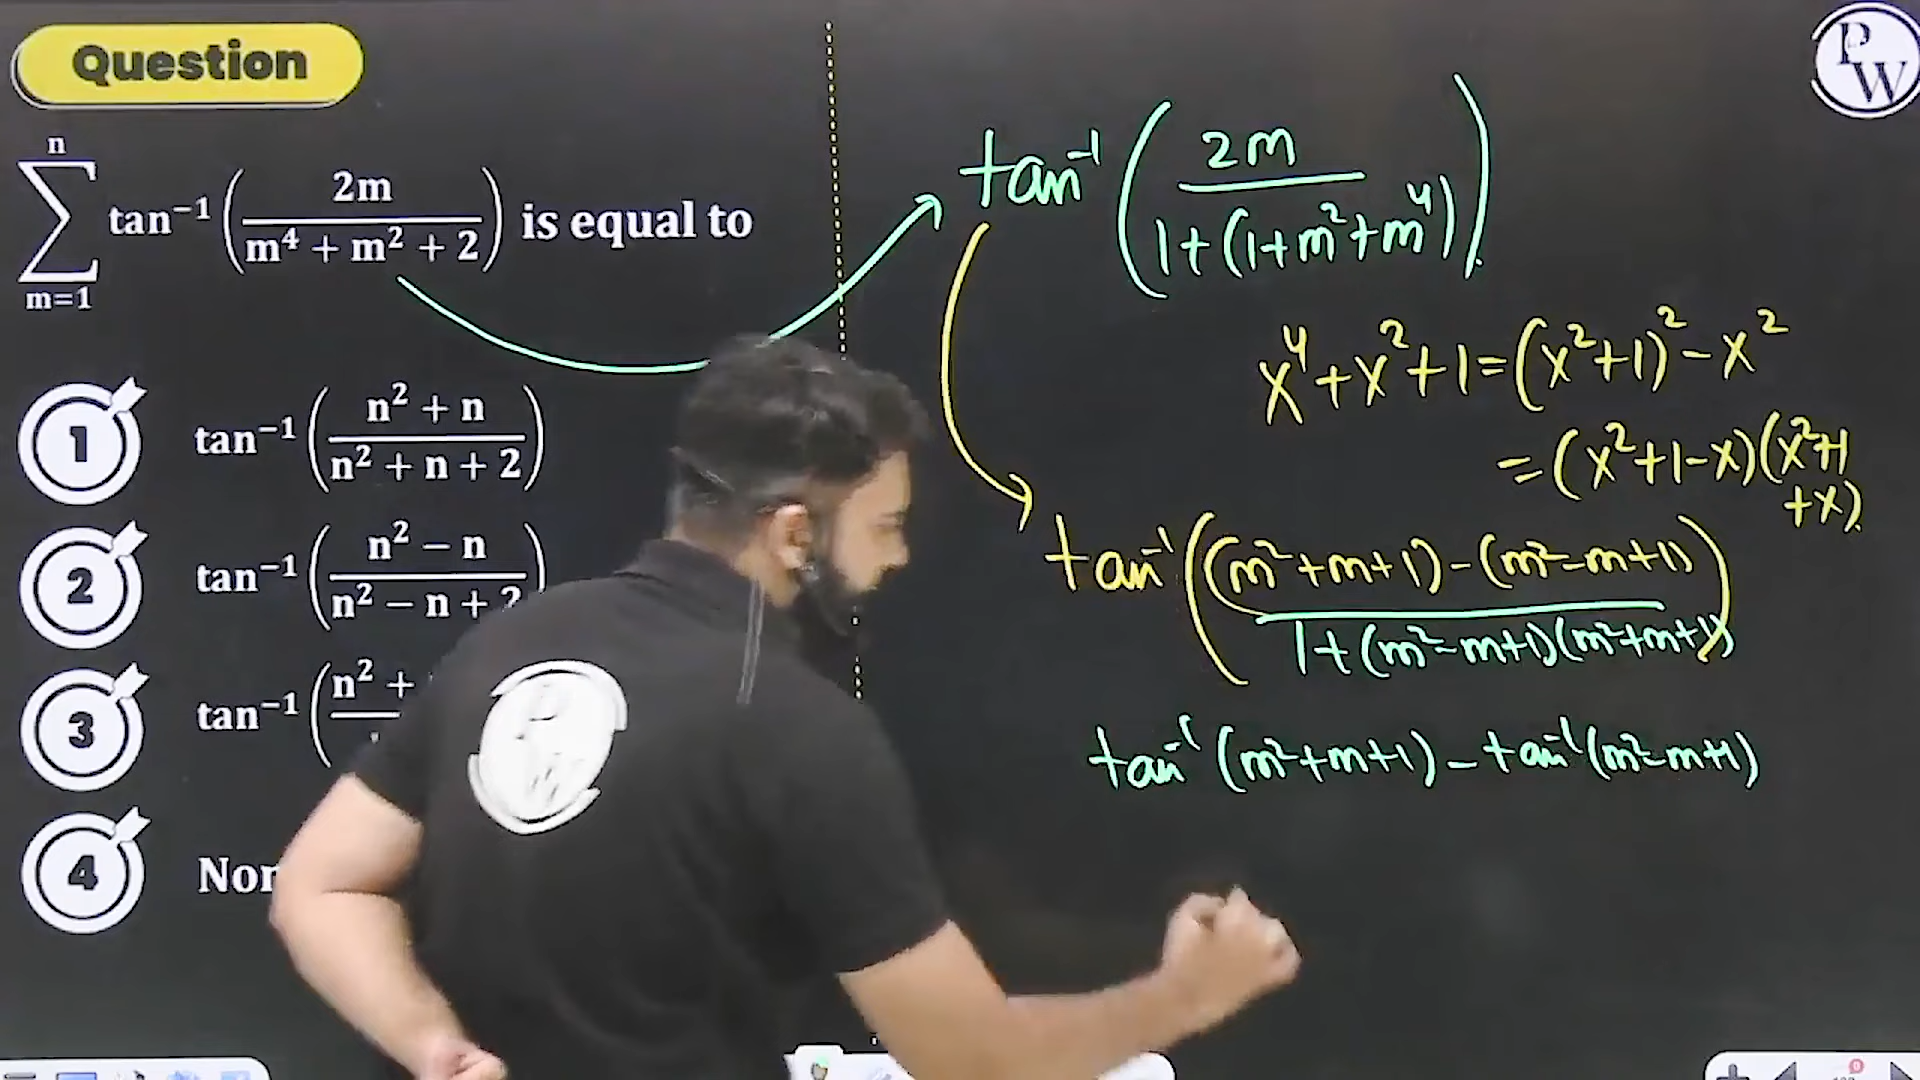 Question
PW
n
∑ tan⁻¹ (2m / (m⁴ + m² + 2)) is equal to
m=1
1 tan⁻¹ ((n² + n) / (n² + n + 2))
2 tan⁻¹ ((n² − n) / (n² − n + 2
3 tan⁻¹ (n² +
4
tan⁻¹ (2m / (1+(1+m²+m⁴)))
x⁴+x²+1=(x²+1)²−x²
=(x²+1−x)(x²+1
+x).
tan⁻¹ (((m²+m+1)−(m²−m+1)) / (1+(m²−m+1)(m²+m+1)))
tan⁻¹(m²+m+1)−tan⁻¹(m²−m+1)